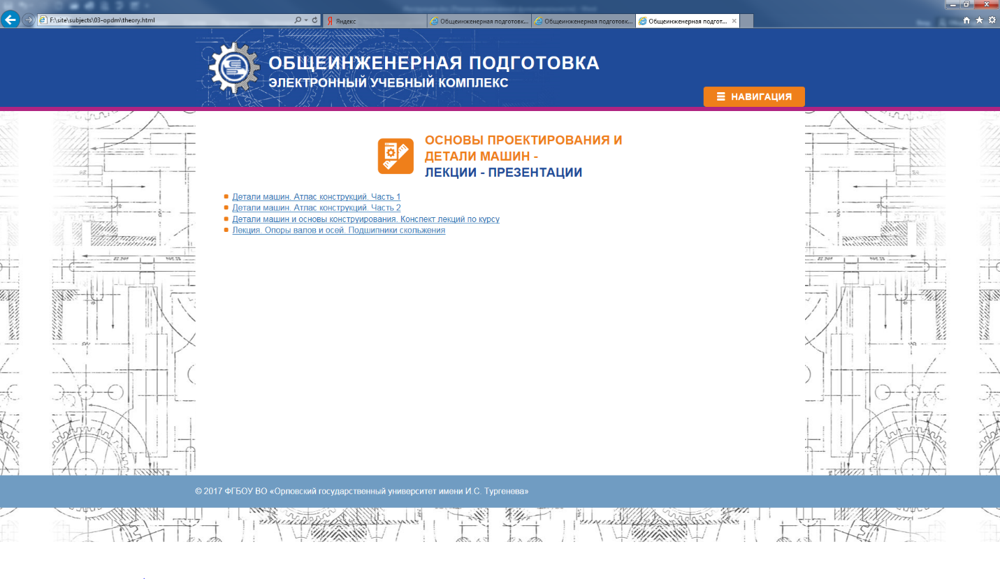 F:\site\subjects\03-opdm\theory.html
Яндекс
Общеинженерная подготовк...
Общеинженерная подготовк...
Общеинженерная подгот...
ОБЩЕИНЖЕНЕРНАЯ ПОДГОТОВКА
ЭЛЕКТРОННЫЙ УЧЕБНЫЙ КОМПЛЕКС
НАВИГАЦИЯ
ОСНОВЫ ПРОЕКТИРОВАНИЯ И
ДЕТАЛИ МАШИН -
ЛЕКЦИИ - ПРЕЗЕНТАЦИИ
Детали машин. Атлас конструкций. Часть 1
Детали машин. Атлас конструкций. Часть 2
Детали машин и основы конструирования. Конспект лекций по курсу
Лекция. Опоры валов и осей. Подшипники скольжения
© 2017 ФГБОУ ВО «Орловский государственный университет имени И.С. Тургенева»